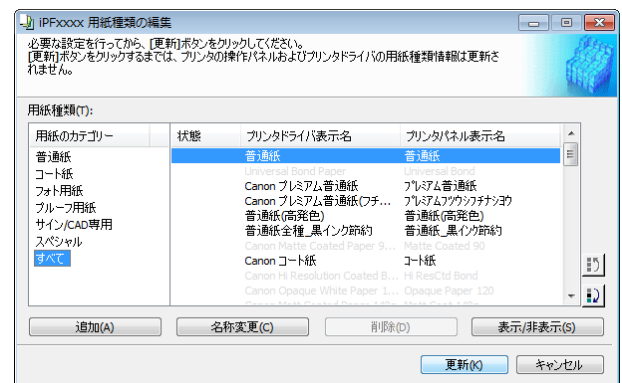 iPFxxxx 用紙種類の編集
必要な設定を行ってから、[更新]ボタンをクリックしてください。
[更新]ボタンをクリックするまでは、プリンタの操作パネルおよびプリンタドライバの用紙種類情報は更新さ
れません。
用紙種類(T):
用紙のカテゴリー 状態 プリンタドライバ表示名 プリンタパネル表示名
普通紙
コート紙
フォト用紙
プルーフ用紙
サイン/CAD専用
スペシャル
すべて
普通紙 普通紙
Universal Bond Paper Universal Bond
Canon プレミアム普通紙 プレミアム普通紙
Canon プレミアム普通紙(フチ... プレミアムフツウシフチナシヨウ
普通紙(高発色) 普通紙(高発色)
普通紙全種_黒インク節約 普通紙_黒インク節約
Canon Matte Coated Paper 9... Matte Coated 90
Canon コート紙 コート紙
Canon Hi Resolution Coated B... Hi ResCtd Bond
Canon Opaque White Paper 1... Opaque Paper 120
追加(A) 名称変更(C) 削除(D) 表示/非表示(S)
更新(K) キャンセル